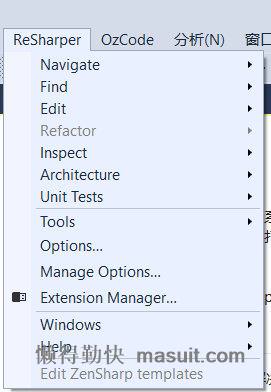 ReSharper OzCode 分析(N) 窗口
Navigate
Find
Edit
Refactor
Inspect
Architecture
Unit Tests
Tools
Options...
Manage Options...
Extension Manager...
Windows
Help
懒得勤快 masuit.com
Edit ZenSharp templates